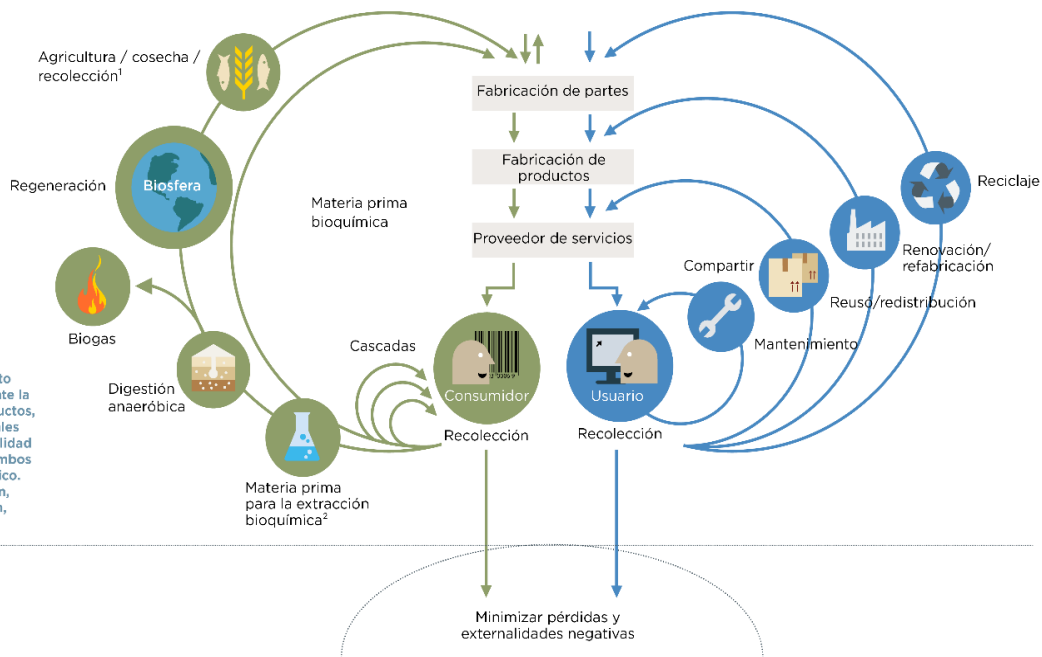 Agricultura / cosecha /
recolección¹
Fabricación de partes
Fabricación de
productos
Proveedor de servicios
Regeneración
Biosfera
Materia prima
bioquímica
Reciclaje
Renovación/
refabricación
Compartir
Reuso/redistribución
Mantenimiento
Biogas
Cascadas
Digestión
anaeróbica
Consumidor
Usuario
Recolección
Recolección
Materia prima
para la extracción
bioquímica²
Minimizar pérdidas y
externalidades negativas